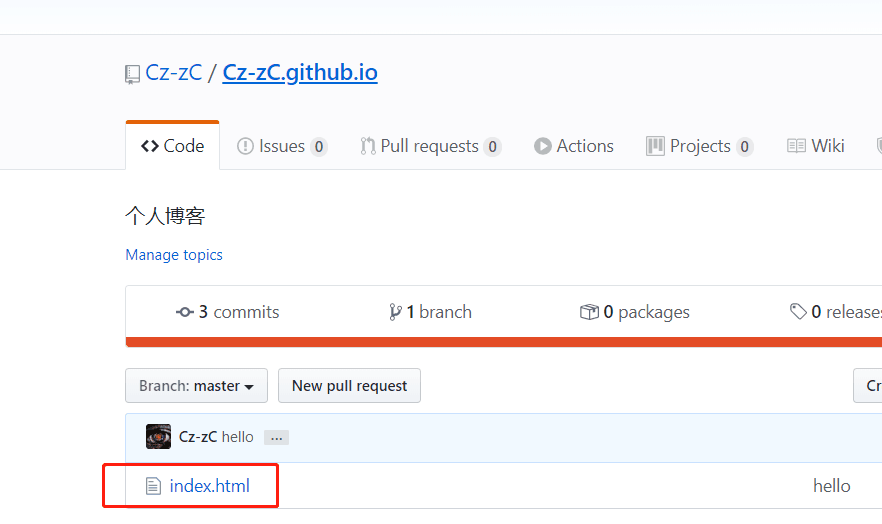 Cz-zC / Cz-zC.github.io
Code Issues 0 Pull requests 0 Actions Projects 0 Wiki
个人博客
Manage topics
3 commits 1 branch 0 packages 0 releases
Branch: master New pull request Cr
Cz-zC hello ...
index.html hello